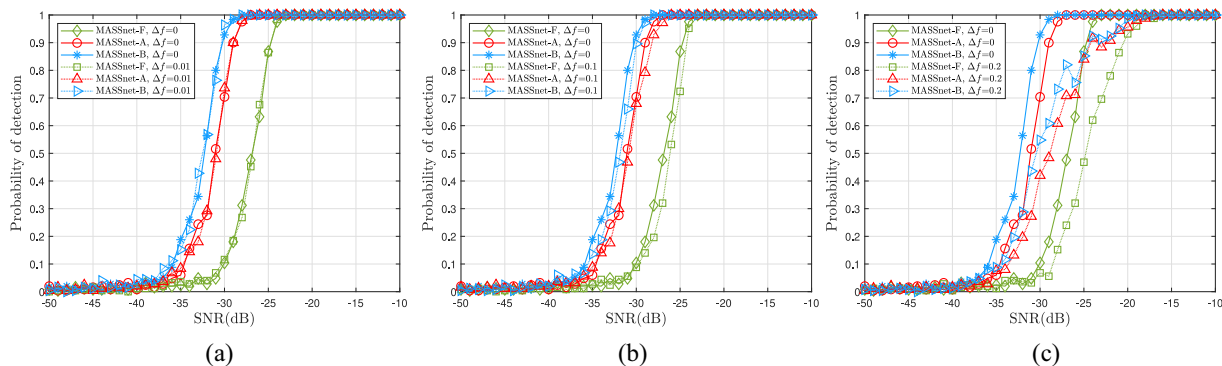 MASSnet-F, Δf=0
MASSnet-A, Δf=0
MASSnet-B, Δf=0
MASSnet-F, Δf=0.01
MASSnet-A, Δf=0.01
MASSnet-B, Δf=0.01
Probability of detection
1
0.9
0.8
0.7
0.6
0.5
0.4
0.3
0.2
0.1
0
-50 -45 -40 -35 -30 -25 -20 -15 -10
SNR(dB)
(a)
MASSnet-F, Δf=0
MASSnet-A, Δf=0
MASSnet-B, Δf=0
MASSnet-F, Δf=0.1
MASSnet-A, Δf=0.1
MASSnet-B, Δf=0.1
Probability of detection
1
0.9
0.8
0.7
0.6
0.5
0.4
0.3
0.2
0.1
0
-50 -45 -40 -35 -30 -25 -20 -15 -10
SNR(dB)
(b)
MASSnet-F, Δf=0
MASSnet-A, Δf=0
MASSnet-B, Δf=0
MASSnet-F, Δf=0.2
MASSnet-A, Δf=0.2
MASSnet-B, Δf=0.2
Probability of detection
1
0.9
0.8
0.7
0.6
0.5
0.4
0.3
0.2
0.1
0
-50 -45 -40 -35 -30 -25 -20 -15 -10
SNR(dB)
(c)